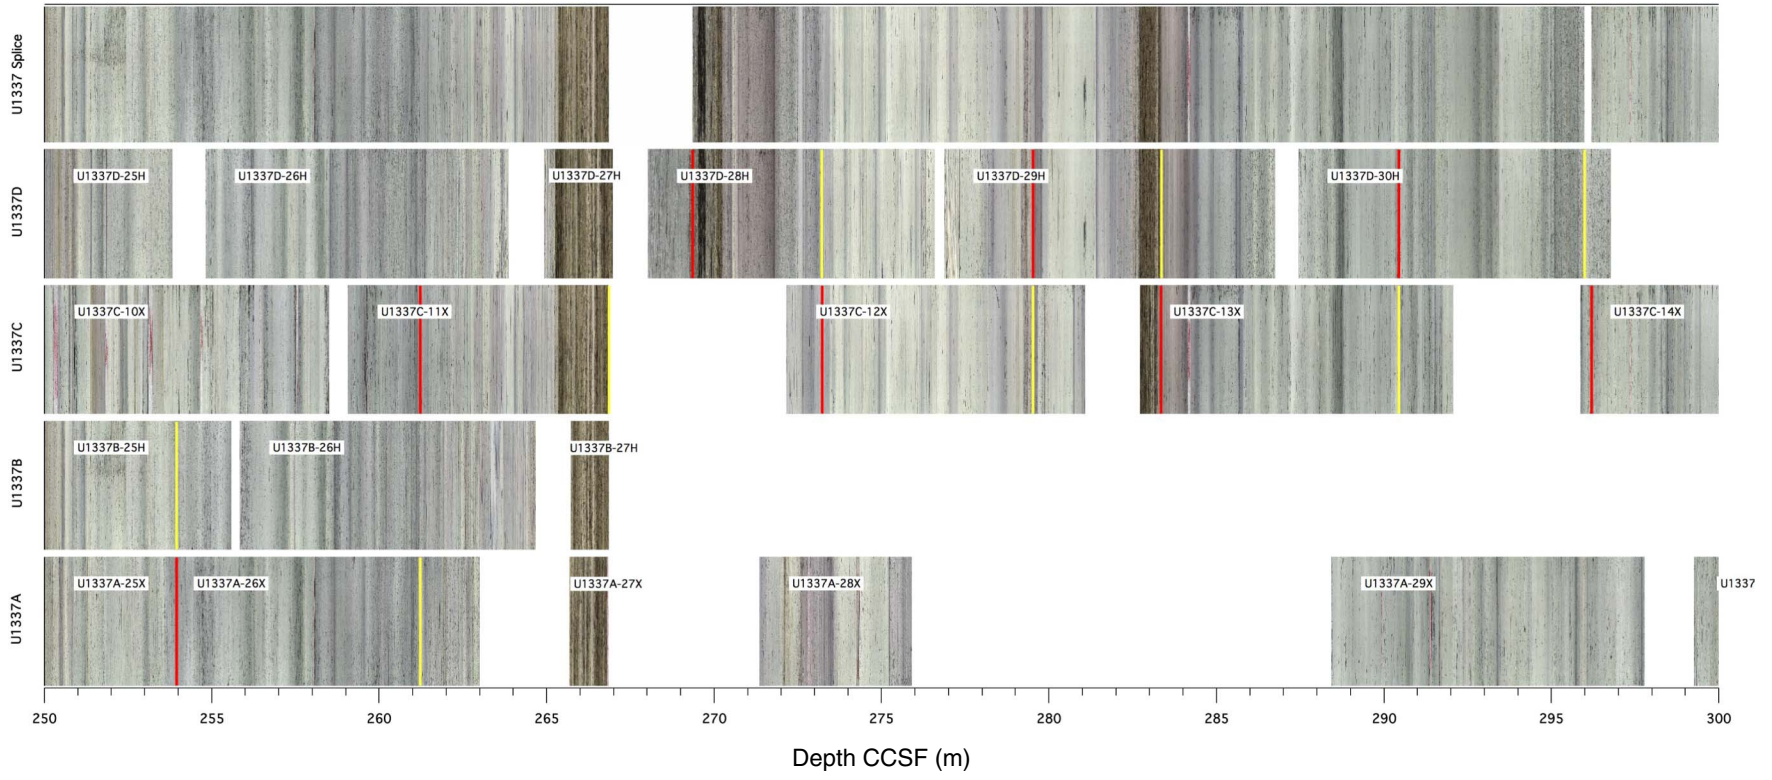 U1337 Splice
U1337D
U1337D-25H
U1337D-26H
U1337D-27H
U1337D-28H
U1337D-29H
U1337D-30H
U1337C
U1337C-10X
U1337C-11X
U1337C-12X
U1337C-13X
U1337C-14X
U1337B
U1337B-25H
U1337B-26H
U1337B-27H
U1337A
U1337A-25X
U1337A-26X
U1337A-27X
U1337A-28X
U1337A-29X
U1337
250 255 260 265 270 275 280 285 290 295 300
Depth CCSF (m)